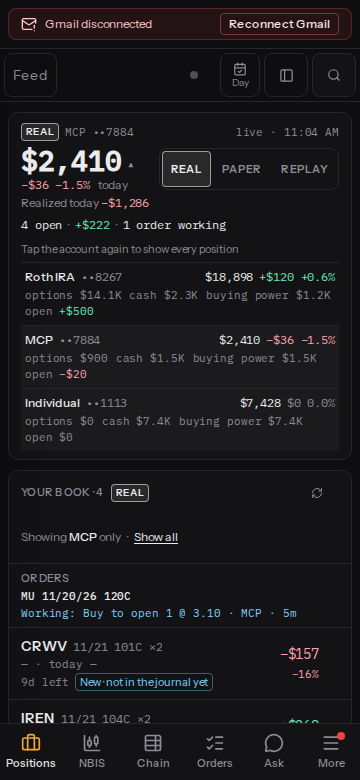 Gmail disconnected
Reconnect Gmail
Feed
Day
REAL MCP ••7884
live · 11:04 AM
$2,410 ▲
−$36 −1.5% today
REAL PAPER REPLAY
Realized today −$1,286
4 open · +$222 · 1 order working
Tap the account again to show every position
Roth IRA ••8267 $18,898 +$120 +0.6%
options $14.1K cash $2.3K buying power $1.2K
open +$500
MCP ••7884 $2,410 −$36 −1.5%
options $900 cash $1.5K buying power $1.5K
open −$20
Individual ••1113 $7,428 $0 0.0%
options $0 cash $7.4K buying power $7.4K
open $0
YOUR BOOK · 4 REAL
Showing MCP only · Show all
ORDERS
MU 11/20/26 120C
Working: Buy to open 1 @ 3.10 · MCP · 5m
CRWV 11/21 101C ×2
−$157
— · today —
−16%
9d left New · not in the journal yet
IREN 11/21 104C ×2
Positions
NBIS
Chain
Orders
Ask
More